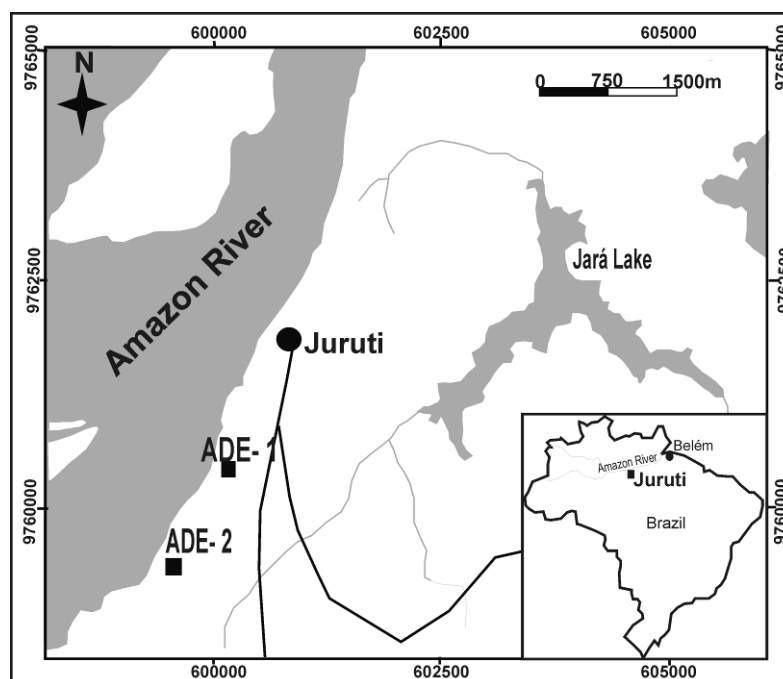 600000 602500 605000
9765000 9765000
N
0 750 1500m
Amazon River
Jará Lake
9762500 9762500
Juruti
ADE- 1
ADE- 2
Belém
Amazon River
Juruti
Brazil
9760000 9760000
600000 602500 605000